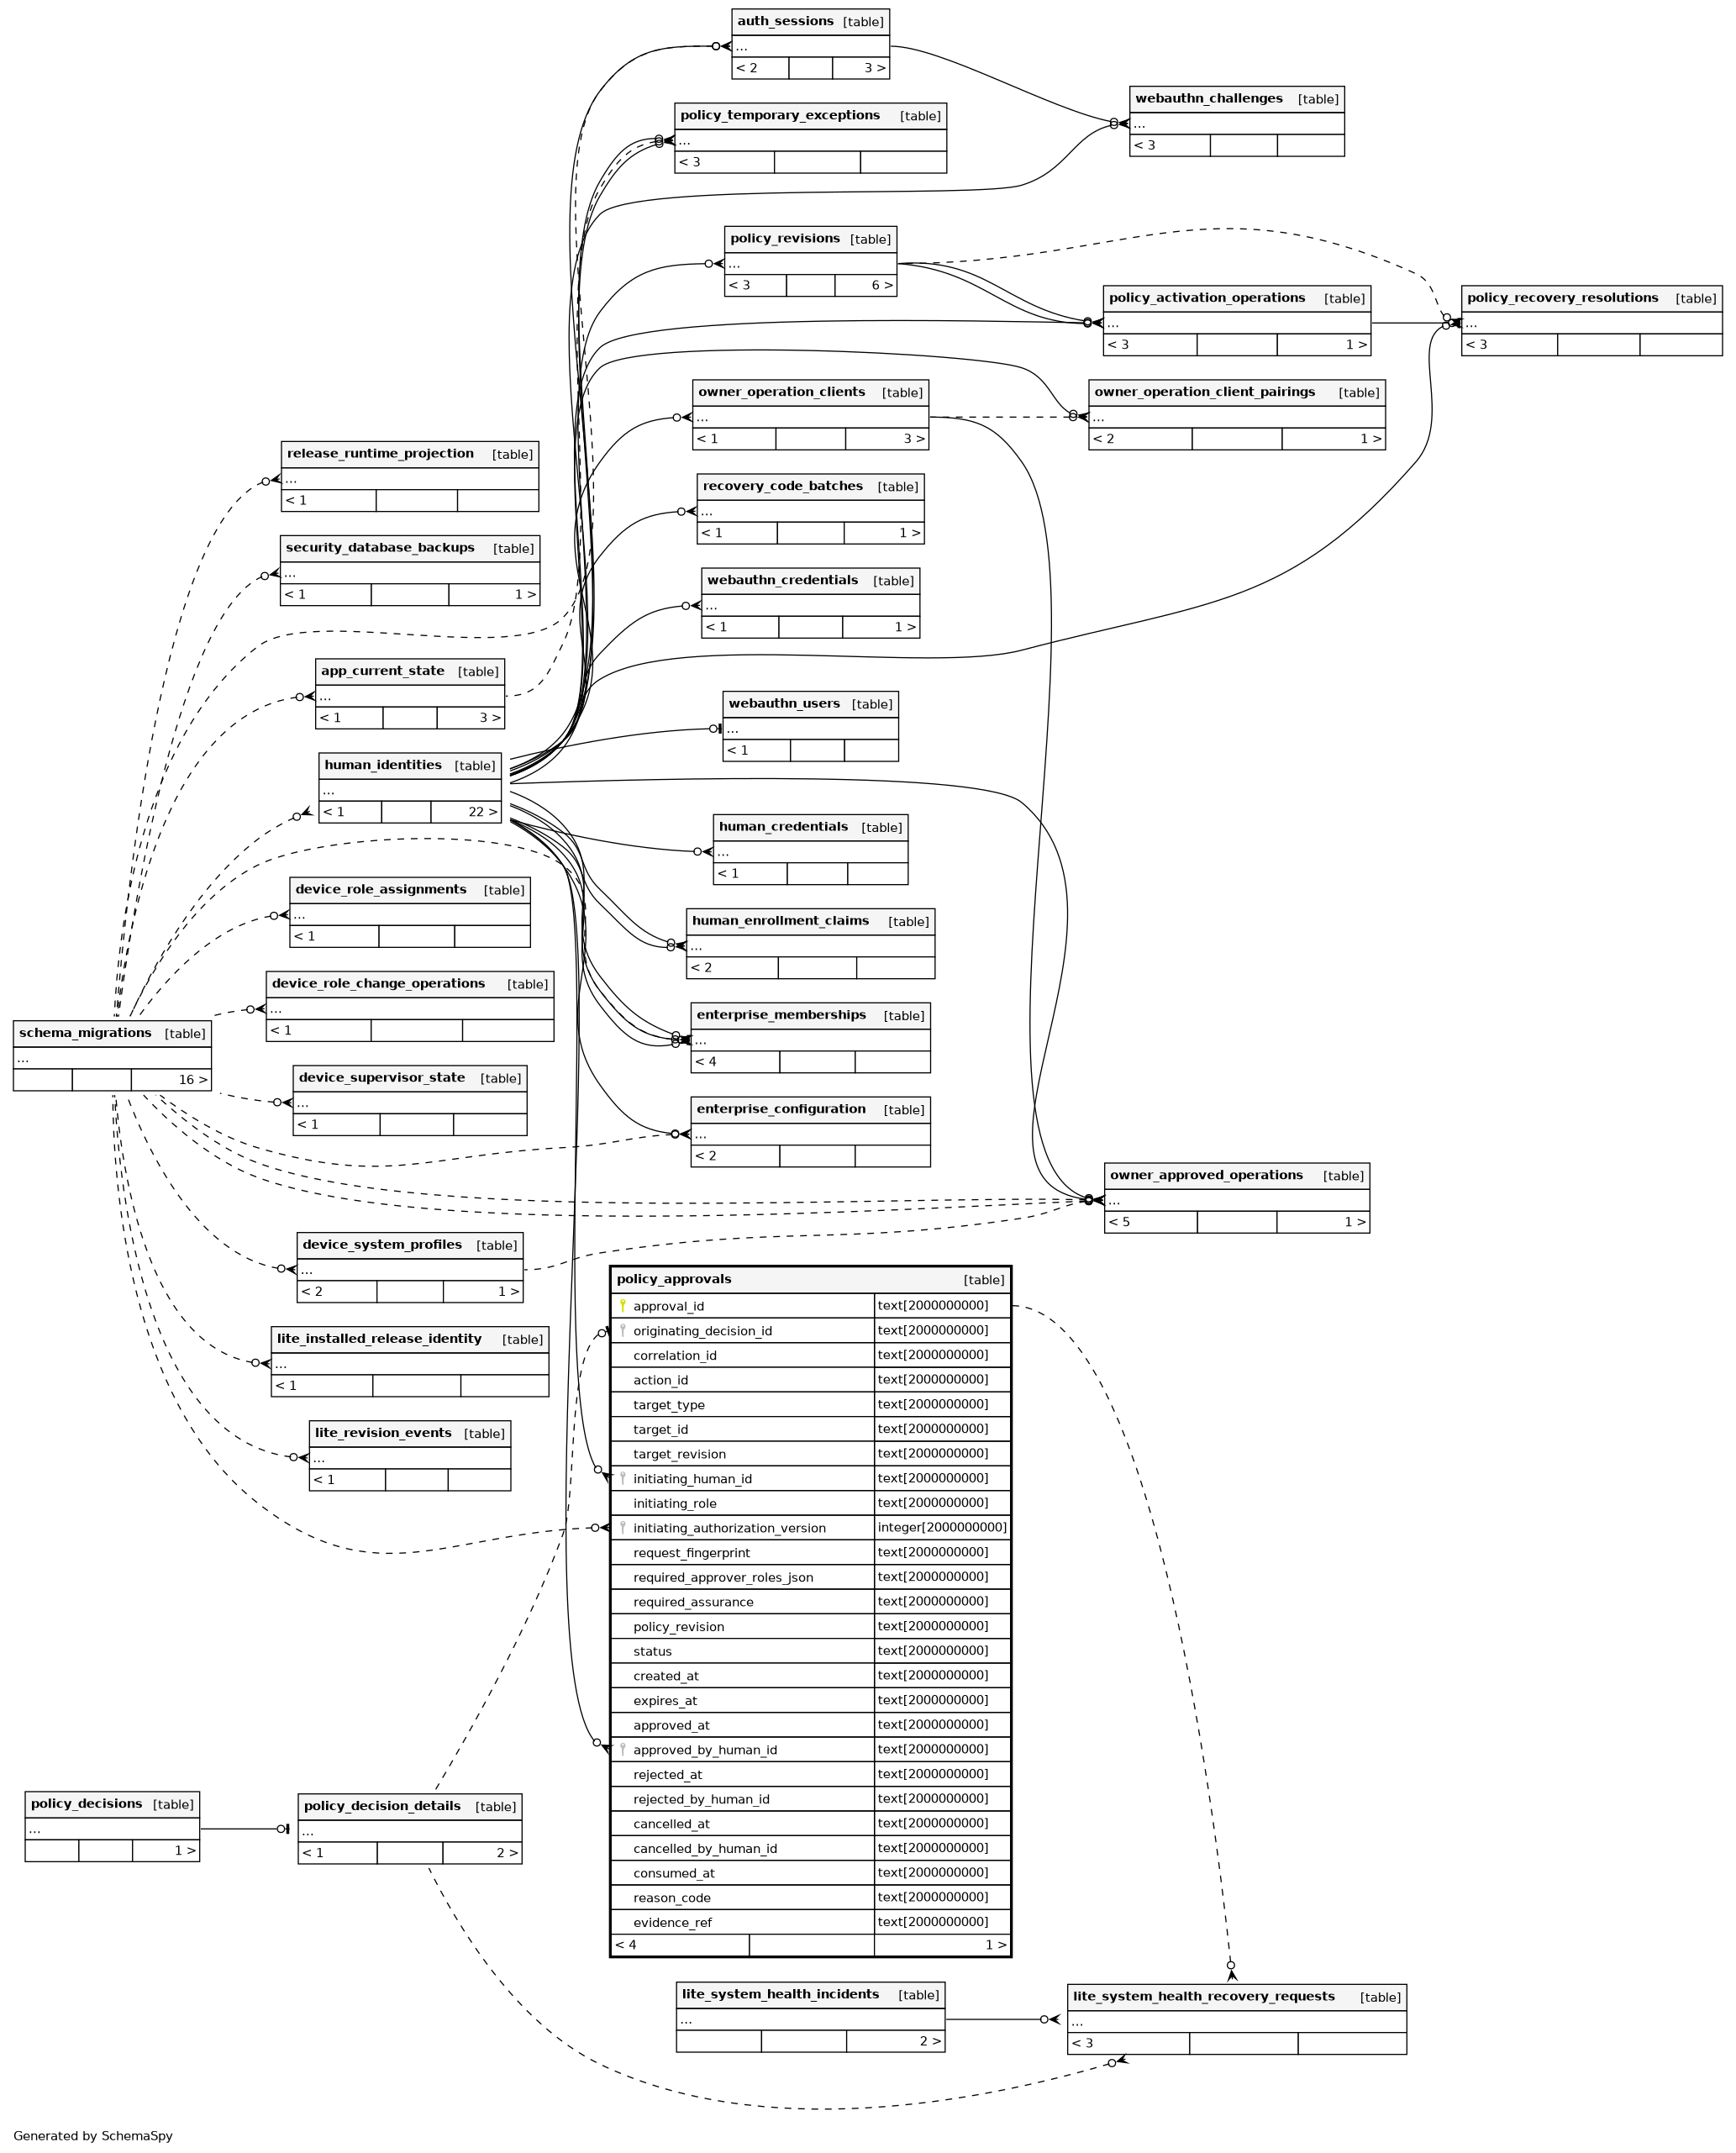 auth_sessions [table]
...
< 2 3 >
webauthn_challenges [table]
...
< 3
policy_temporary_exceptions [table]
...
< 3
policy_revisions [table]
...
< 3 6 >
policy_activation_operations [table]
...
< 3 1 >
policy_recovery_resolutions [table]
...
< 3
owner_operation_clients [table]
...
< 1 3 >
owner_operation_client_pairings [table]
...
< 2 1 >
release_runtime_projection [table]
...
< 1
recovery_code_batches [table]
...
< 1 1 >
security_database_backups [table]
...
< 1 1 >
webauthn_credentials [table]
...
< 1 1 >
app_current_state [table]
...
< 1 3 >
webauthn_users [table]
...
< 1
human_identities [table]
...
< 1 22 >
human_credentials [table]
...
< 1
device_role_assignments [table]
...
< 1
human_enrollment_claims [table]
...
< 2
device_role_change_operations [table]
...
< 1
enterprise_memberships [table]
...
< 4
schema_migrations [table]
...
16 >
device_supervisor_state [table]
...
< 1
enterprise_configuration [table]
...
< 2
owner_approved_operations [table]
...
< 5 1 >
device_system_profiles [table]
...
< 2 1 >
lite_installed_release_identity [table]
...
< 1
lite_revision_events [table]
...
< 1
policy_approvals [table]
approval_id text[2000000000]
originating_decision_id text[2000000000]
correlation_id text[2000000000]
action_id text[2000000000]
target_type text[2000000000]
target_id text[2000000000]
target_revision text[2000000000]
initiating_human_id text[2000000000]
initiating_role text[2000000000]
initiating_authorization_version integer[2000000000]
request_fingerprint text[2000000000]
required_approver_roles_json text[2000000000]
required_assurance text[2000000000]
policy_revision text[2000000000]
status text[2000000000]
created_at text[2000000000]
expires_at text[2000000000]
approved_at text[2000000000]
approved_by_human_id text[2000000000]
rejected_at text[2000000000]
rejected_by_human_id text[2000000000]
cancelled_at text[2000000000]
cancelled_by_human_id text[2000000000]
consumed_at text[2000000000]
reason_code text[2000000000]
evidence_ref text[2000000000]
< 4 1 >
policy_decisions [table]
...
1 >
policy_decision_details [table]
...
< 1 2 >
lite_system_health_incidents [table]
...
2 >
lite_system_health_recovery_requests [table]
...
< 3
Generated by SchemaSpy